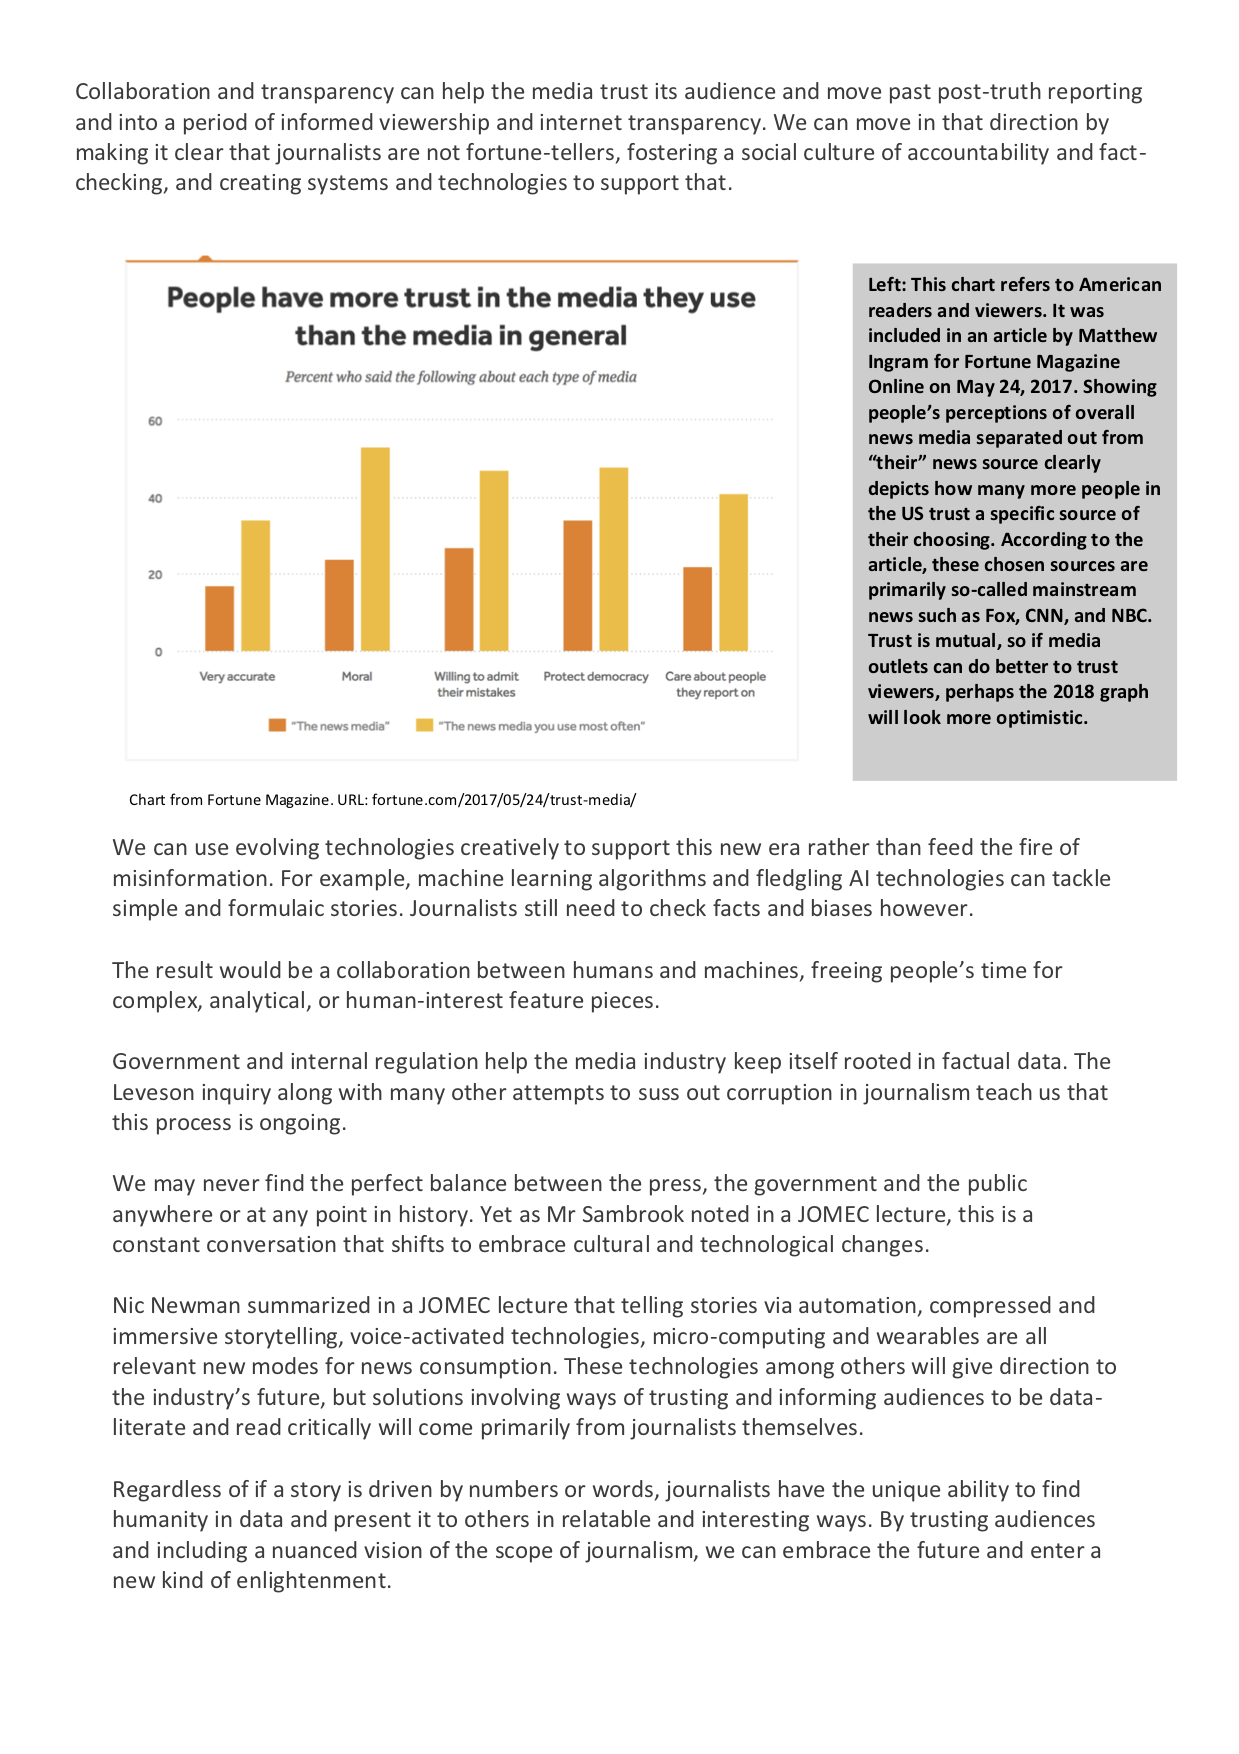 Collaboration and transparency can help the media trust its audience and move past post-truth reporting
and into a period of informed viewership and internet transparency. We can move in that direction by
making it clear that journalists are not fortune-tellers, fostering a social culture of accountability and fact-
checking, and creating systems and technologies to support that.
People have more trust in the media they use
than the media in general
Percent who said the following about each type of media
60
40
20
0
Very accurate
Moral
Willing to admit
their mistakes
Protect democracy
Care about people
they report on
"The news media"
"The news media you use most often"
Left: This chart refers to American
readers and viewers. It was
included in an article by Matthew
Ingram for Fortune Magazine
Online on May 24, 2017. Showing
people’s perceptions of overall
news media separated out from
“their” news source clearly
depicts how many more people in
the US trust a specific source of
their choosing. According to the
article, these chosen sources are
primarily so-called mainstream
news such as Fox, CNN, and NBC.
Trust is mutual, so if media
outlets can do better to trust
viewers, perhaps the 2018 graph
will look more optimistic.
Chart from Fortune Magazine. URL: fortune.com/2017/05/24/trust-media/
We can use evolving technologies creatively to support this new era rather than feed the fire of
misinformation. For example, machine learning algorithms and fledgling AI technologies can tackle
simple and formulaic stories. Journalists still need to check facts and biases however.
The result would be a collaboration between humans and machines, freeing people’s time for
complex, analytical, or human-interest feature pieces.
Government and internal regulation help the media industry keep itself rooted in factual data. The
Leveson inquiry along with many other attempts to suss out corruption in journalism teach us that
this process is ongoing.
We may never find the perfect balance between the press, the government and the public
anywhere or at any point in history. Yet as Mr Sambrook noted in a JOMEC lecture, this is a
constant conversation that shifts to embrace cultural and technological changes.
Nic Newman summarized in a JOMEC lecture that telling stories via automation, compressed and
immersive storytelling, voice-activated technologies, micro-computing and wearables are all
relevant new modes for news consumption. These technologies among others will give direction to
the industry’s future, but solutions involving ways of trusting and informing audiences to be data-
literate and read critically will come primarily from journalists themselves.
Regardless of if a story is driven by numbers or words, journalists have the unique ability to find
humanity in data and present it to others in relatable and interesting ways. By trusting audiences
and including a nuanced vision of the scope of journalism, we can embrace the future and enter a
new kind of enlightenment.